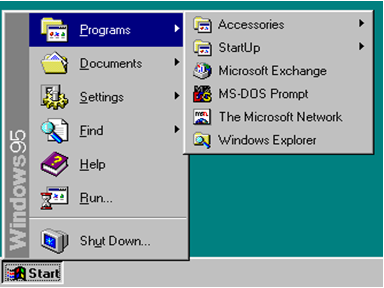 Programs
Documents
Settings
Find
Help
Run...
Shut Down...
Windows95
Start
Accessories
StartUp
Microsoft Exchange
MS-DOS Prompt
The Microsoft Network
Windows Explorer